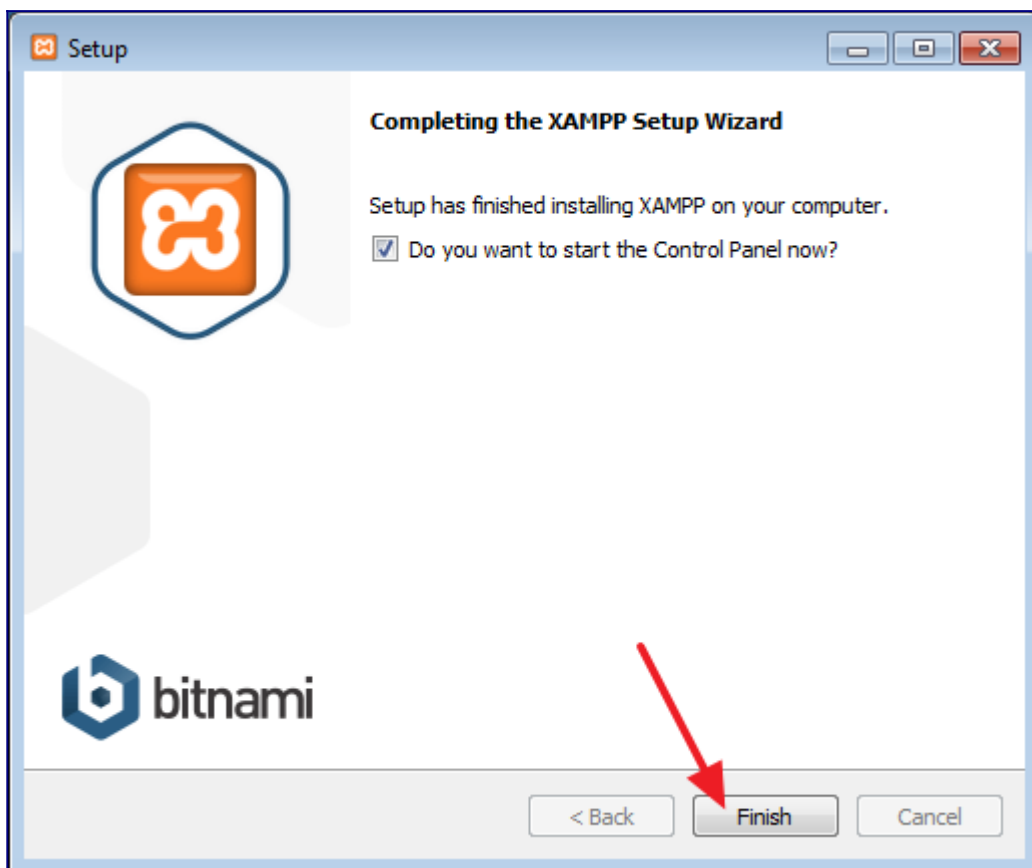 Setup
Completing the XAMPP Setup Wizard
Setup has finished installing XAMPP on your computer.
Do you want to start the Control Panel now?
bitnami
< Back
Finish
Cancel